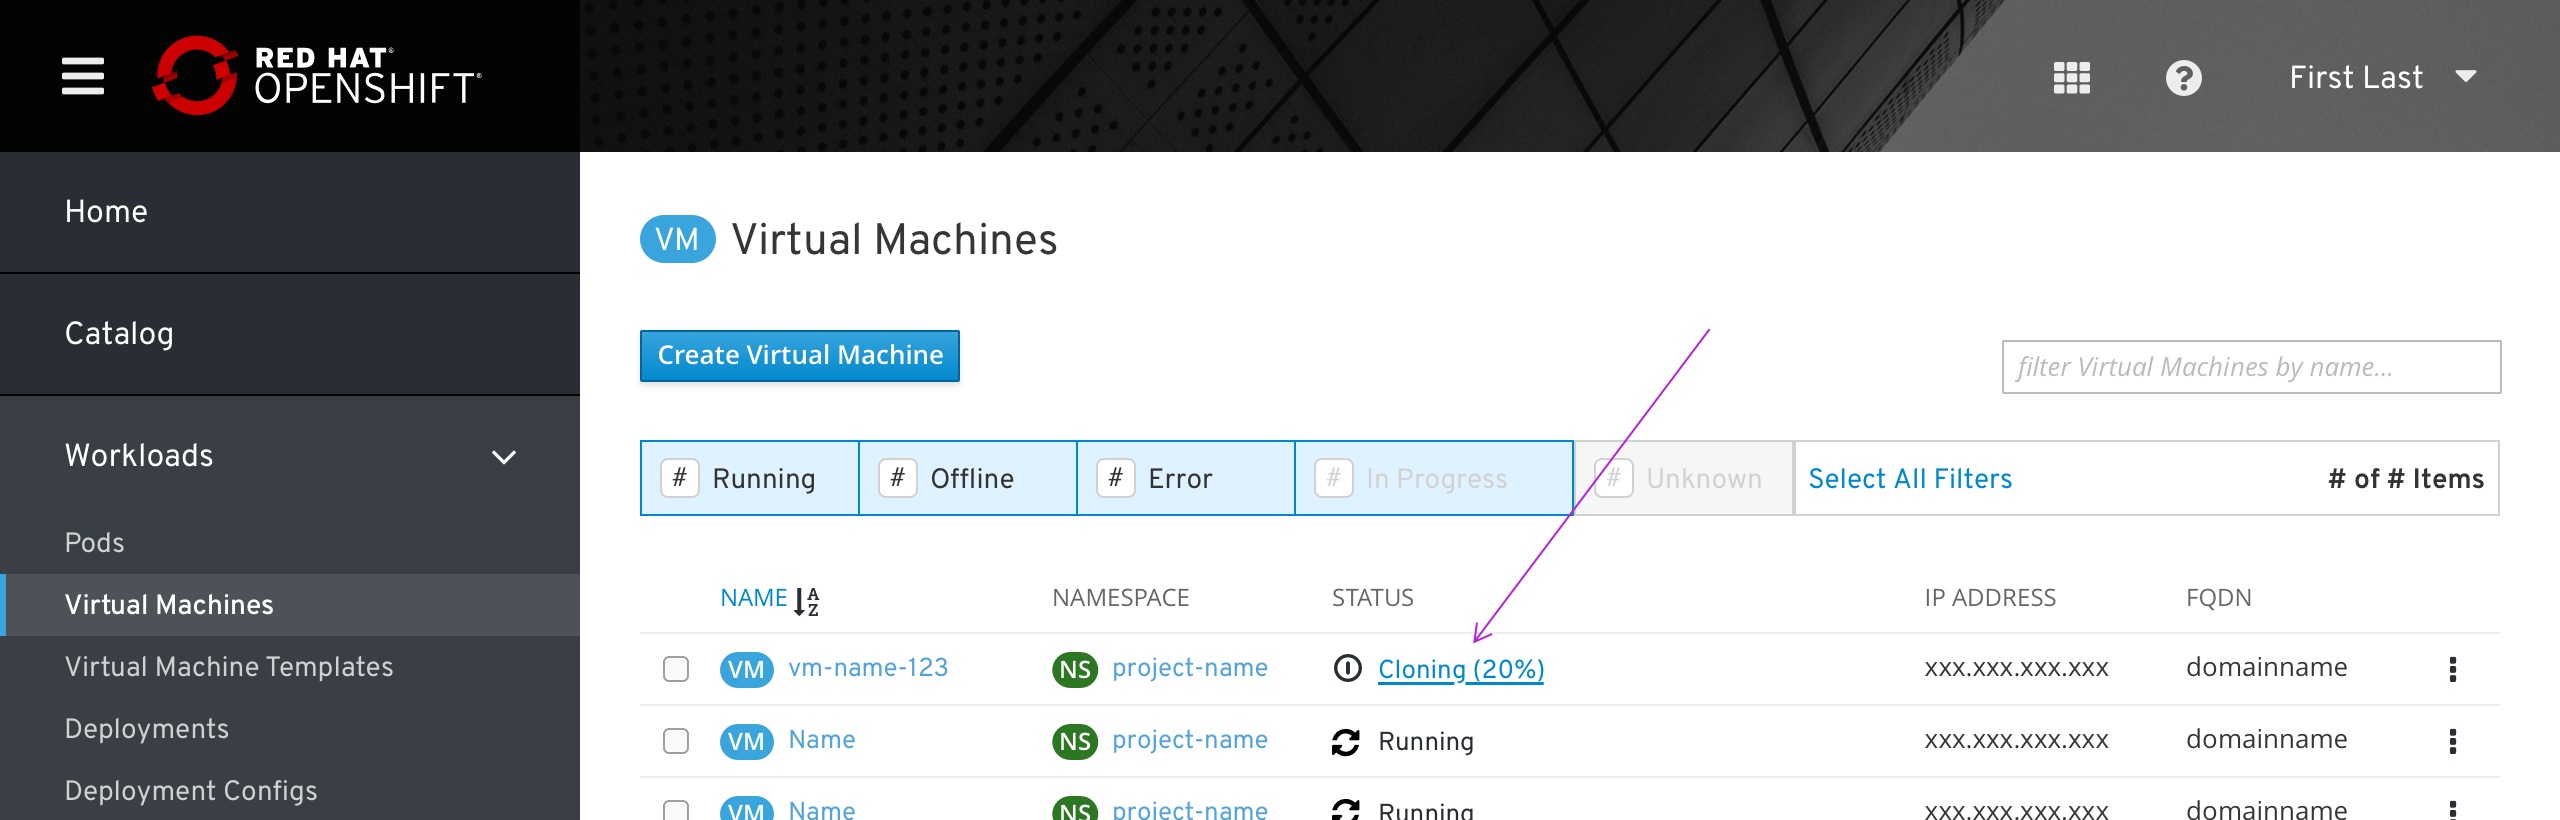 RED HAT®
OPENSHIFT®
First Last
Home
Catalog
Workloads
Pods
Virtual Machines
Virtual Machine Templates
Deployments
Deployment Configs
VM Virtual Machines
Create Virtual Machine
filter Virtual Machines by name...
# Running # Offline # Error # In Progress # Unknown Select All Filters # of # Items
NAME AZ NAMESPACE STATUS IP ADDRESS FQDN
VM vm-name-123 NS project-name Cloning (20%) xxx.xxx.xxx.xxx domainname
VM Name NS project-name Running xxx.xxx.xxx.xxx domainname
VM Name NS project-name Running xxx.xxx.xxx.xxx domainname